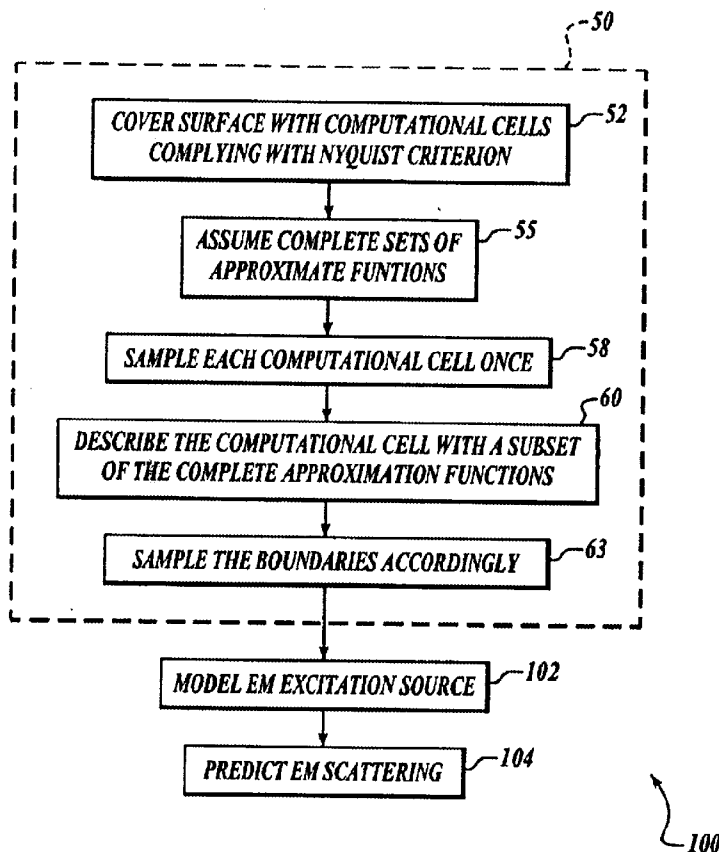 50
COVER SURFACE WITH COMPUTATIONAL CELLS
COMPLYING WITH NYQUIST CRITERION
52
ASSUME COMPLETE SETS OF
APPROXIMATE FUNTIONS
55
SAMPLE EACH COMPUTATIONAL CELL ONCE
58
60
DESCRIBE THE COMPUTATIONAL CELL WITH A SUBSET
OF THE COMPLETE APPROXIMATION FUNCTIONS
SAMPLE THE BOUNDARIES ACCORDINGLY
63
MODEL EM EXCITATION SOURCE
102
PREDICT EM SCATTERING
104
100